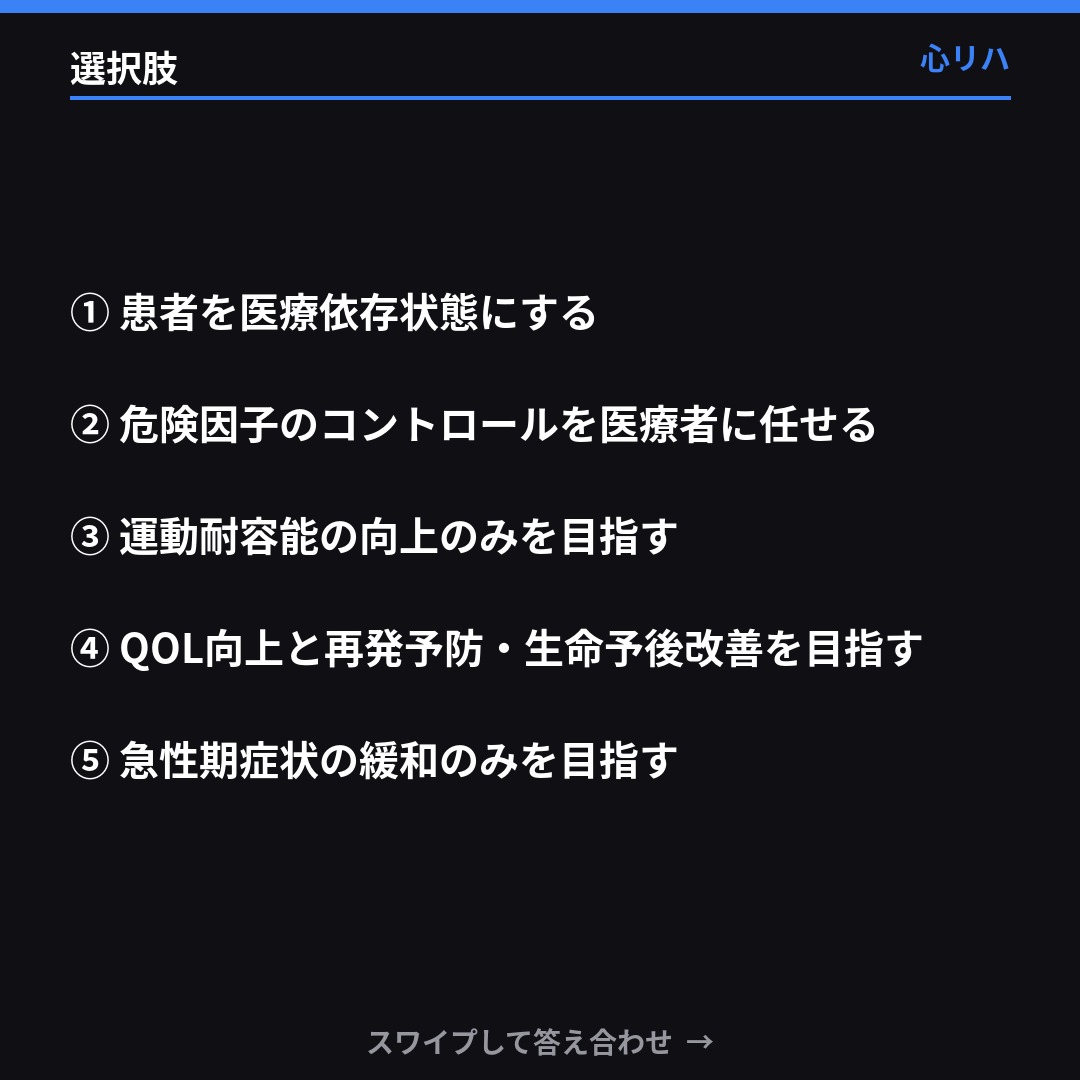 選択肢
心リハ
① 患者を医療依存状態にする
② 危険因子のコントロールを医療者に任せる
③ 運動耐容能の向上のみを目指す
④ QOL向上と再発予防・生命予後改善を目指す
⑤ 急性期症状の緩和のみを目指す
スワイプして答え合わせ →